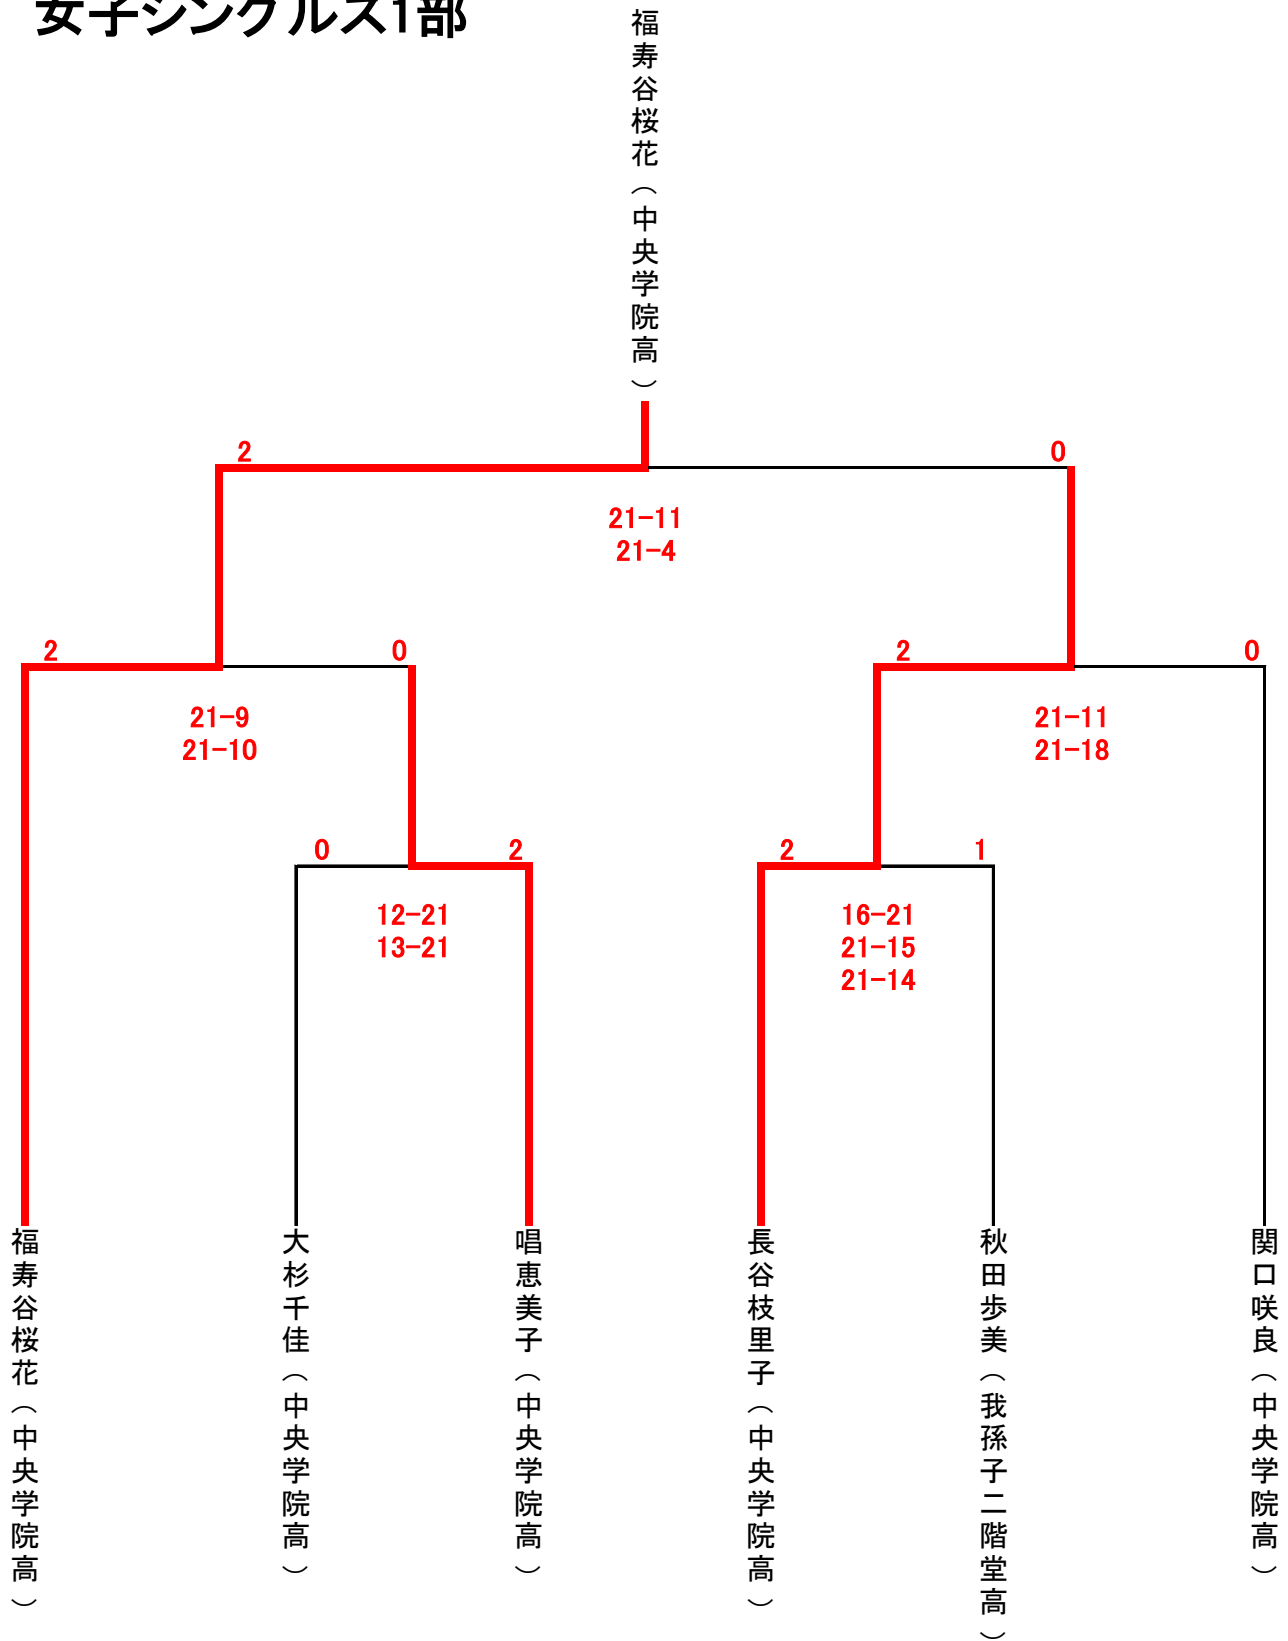 女子シングルス1部
福寿谷桜花（中央学院高）
2
0
21-11
21-4
2
0
2
0
21-9
21-10
21-11
21-18
0
2
2
1
12-21
13-21
16-21
21-15
21-14
福寿谷桜花（中央学院高）
大杉千佳（中央学院高）
唱恵美子（中央学院高）
長谷枝里子（中央学院高）
秋田歩美（我孫子二階堂高）
関口咲良（中央学院高）